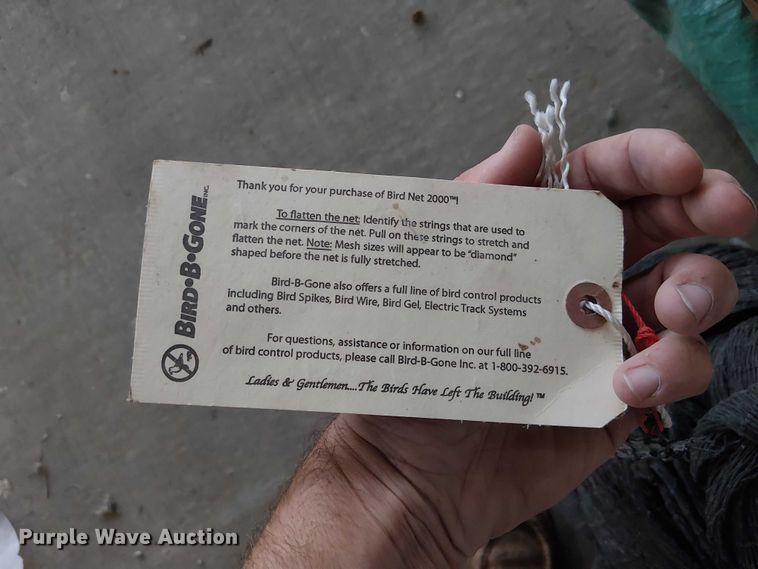 BIRD•B•GONE INC.
Thank you for your purchase of Bird Net 2000™!
To flatten the net: Identify the strings that are used to
mark the corners of the net. Pull on these strings to stretch and
flatten the net. Note: Mesh sizes will appear to be "diamond"
shaped before the net is fully stretched.
Bird-B-Gone also offers a full line of bird control products
including Bird Spikes, Bird Wire, Bird Gel, Electric Track Systems
and others.
For questions, assistance or information on our full line
of bird control products, please call Bird-B-Gone Inc. at 1-800-392-6915.
Ladies & Gentlemen....The Birds Have Left The Building! ™
Purple Wave Auction